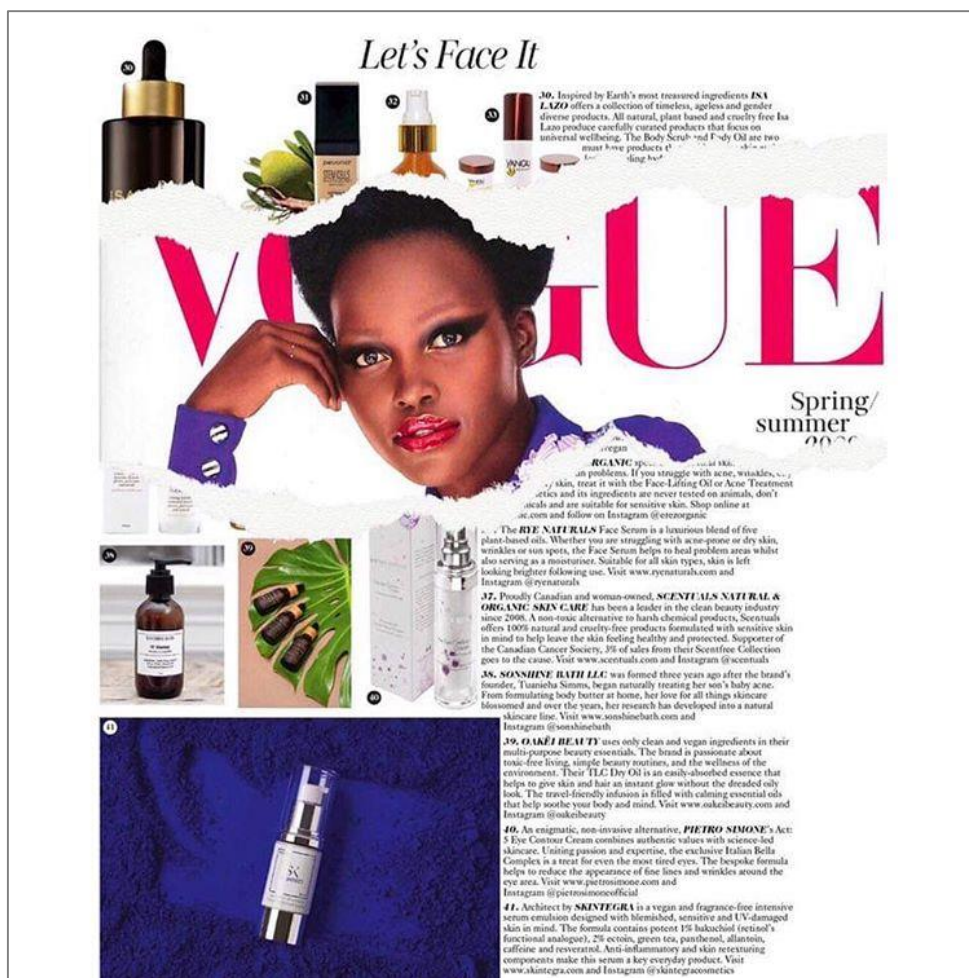 Let's Face It
30
31
32
33
30. Inspired by Earth's most treasured ingredients ISA
LAZO offers a collection of timeless, ageless and gender
diverse products. All natural, plant based and cruelty free Isa
Lazo produce carefully curated products that focus on
universal wellbeing. The Body Scrub and Body Oil are two
must have products
ISA
STEM CELLS
VOGUE
Spring/
summer
vegan
RGANIC
problems. If you struggle with acne, wrinkles,
skin, treat it with the Face-Lifting Oil or Acne Treatment
etics and its ingredients are never tested on animals, don't
icals and are suitable for sensitive skin. Shop online at
.com and follow on Instagram @erezorganic
The RYE NATURALS Face Serum is a luxurious blend of five
plant-based oils. Whether you are struggling with acne-prone or dry skin,
wrinkles or sun spots, the Face Serum helps to heal problem areas whilst
also serving as a moisturiser. Suitable for all skin types, skin is left
looking brighter following use. Visit www.ryenaturals.com and
Instagram @ryenaturals
37. Proudly Canadian and woman-owned, SCENTUALS NATURAL &
ORGANIC SKIN CARE has been a leader in the clean beauty industry
since 2008. A non-toxic alternative to harsh chemical products, Scentuals
offers 100% natural and cruelty-free products formulated with sensitive skin
in mind to help leave the skin feeling healthy and protected. Supporter of
the Canadian Cancer Society, 3% of sales from their Scentfree Collection
goes to the cause. Visit www.scentuals.com and Instagram @scentuals
38. SONSHINE BATH LLC was formed three years ago after the brand's
founder, Tuanieha Simms, began naturally treating her son's baby acne.
From formulating body butter at home, her love for all things skincare
blossomed and over the years, her research has developed into a natural
skincare line. Visit www.sonshinebath.com and
Instagram @sonshinebath
39. OAKĒI BEAUTY uses only clean and vegan ingredients in their
multi-purpose beauty essentials. The brand is passionate about
toxic-free living, simple beauty routines, and the wellness of the
environment. Their TLC Dry Oil is an easily-absorbed essence that
helps to give skin and hair an instant glow without the dreaded oily
look. The travel-friendly infusion is filled with calming essential oils
that help soothe your body and mind. Visit www.oakeibeauty.com and
Instagram @oakeibeauty
40. An enigmatic, non-invasive alternative, PIETRO SIMONE's Act:
5 Eye Contour Cream combines authentic values with science-led
skincare. Uniting passion and expertise, the exclusive Italian Bella
Complex is a treat for even the most tired eyes. The bespoke formula
helps to reduce the appearance of fine lines and wrinkles around the
eye area. Visit www.pietrosimone.com and
Instagram @pietrosimoneofficial
41. Architect by SKINTEGRA is a vegan and fragrance-free intensive
serum emulsion designed with blemished, sensitive and UV-damaged
skin in mind. The formula contains potent 1% bakuchiol (retinol's
functional analogue), 2% ectoin, green tea, panthenol, allantoin,
caffeine and resveratrol. Anti-inflammatory and skin retexturing
components make this serum a key everyday product. Visit
www.skintegra.com and Instagram @skintegracosmetics
38
39
40
41
SK